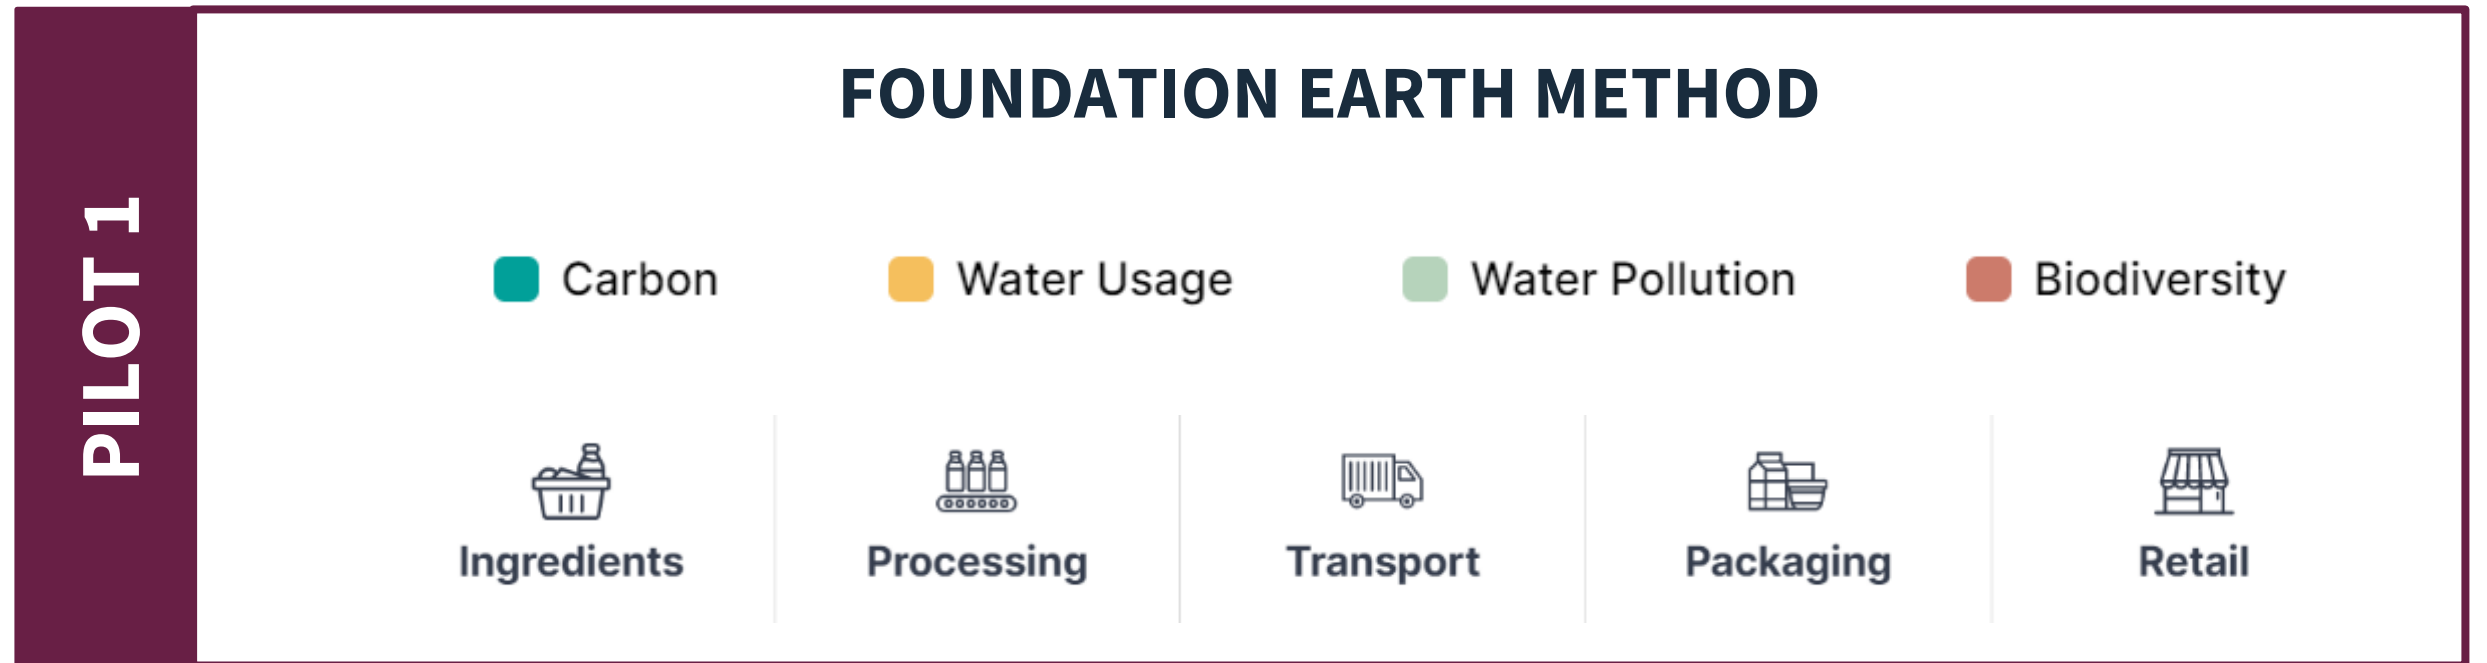 PILOT 1
FOUNDATION EARTH METHOD
Carbon Water Usage Water Pollution Biodiversity
Ingredients Processing Transport Packaging Retail